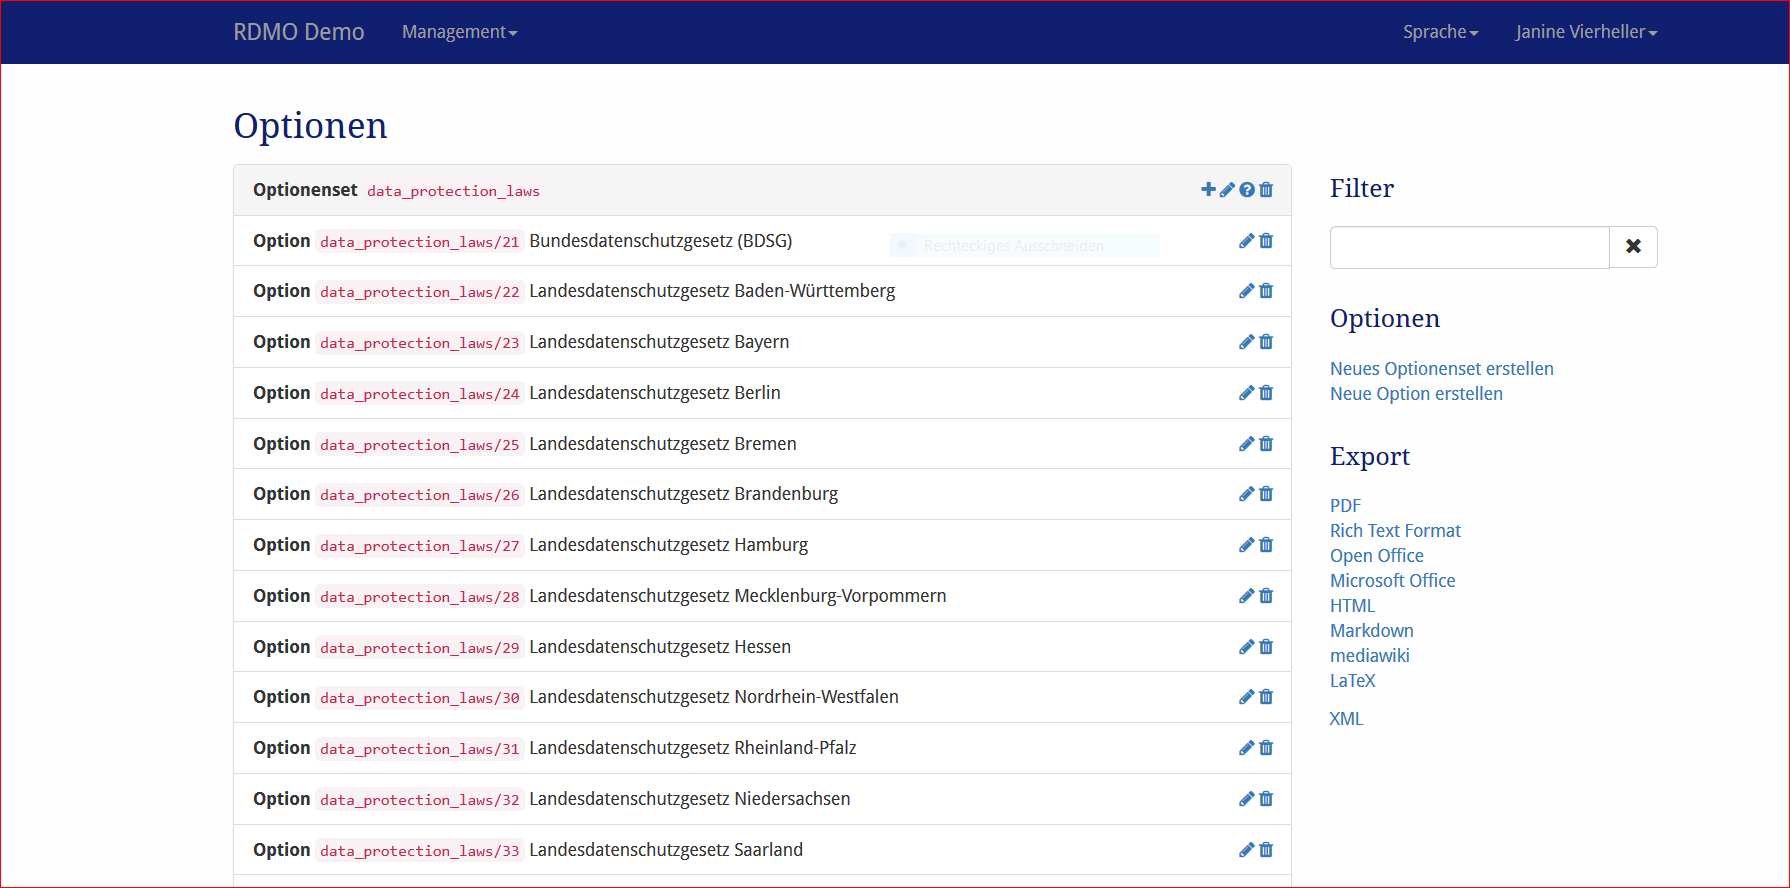 RDMO Demo Management Sprache Janine Vierheller
Optionen
Optionenset data_protection_laws
Option data_protection_laws/21 Bundesdatenschutzgesetz (BDSG)
Rechteckiges Ausschneiden
Option data_protection_laws/22 Landesdatenschutzgesetz Baden-Württemberg
Option data_protection_laws/23 Landesdatenschutzgesetz Bayern
Option data_protection_laws/24 Landesdatenschutzgesetz Berlin
Option data_protection_laws/25 Landesdatenschutzgesetz Bremen
Option data_protection_laws/26 Landesdatenschutzgesetz Brandenburg
Option data_protection_laws/27 Landesdatenschutzgesetz Hamburg
Option data_protection_laws/28 Landesdatenschutzgesetz Mecklenburg-Vorpommern
Option data_protection_laws/29 Landesdatenschutzgesetz Hessen
Option data_protection_laws/30 Landesdatenschutzgesetz Nordrhein-Westfalen
Option data_protection_laws/31 Landesdatenschutzgesetz Rheinland-Pfalz
Option data_protection_laws/32 Landesdatenschutzgesetz Niedersachsen
Option data_protection_laws/33 Landesdatenschutzgesetz Saarland
Filter
Optionen
Neues Optionenset erstellen
Neue Option erstellen
Export
PDF
Rich Text Format
Open Office
Microsoft Office
HTML
Markdown
mediawiki
LaTeX
XML